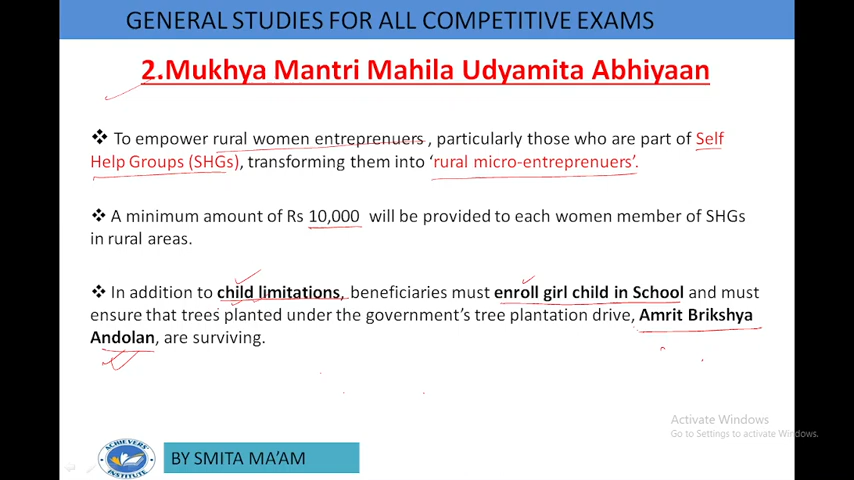 GENERAL STUDIES FOR ALL COMPETITIVE EXAMS
2.Mukhya Mantri Mahila Udyamita Abhiyaan
❖ To empower rural women entreprenuers , particularly those who are part of Self
Help Groups (SHGs), transforming them into ‘rural micro-entreprenuers’.
❖ A minimum amount of Rs 10,000 will be provided to each women member of SHGs
in rural areas.
❖ In addition to child limitations, beneficiaries must enroll girl child in School and must
ensure that trees planted under the government’s tree plantation drive, Amrit Brikshya
Andolan, are surviving.
Activate Windows
Go to Settings to activate Windows.
ACHIEVERS'
INSTITUTE
BY SMITA MA’AM